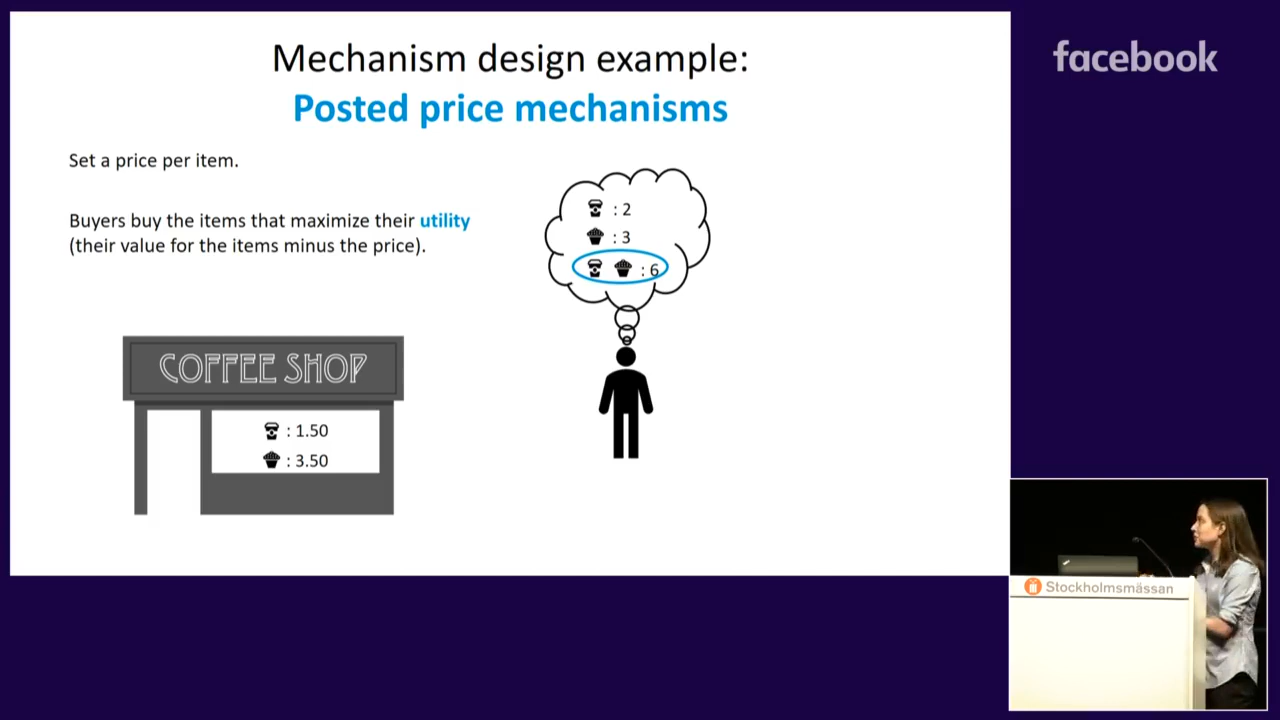 Mechanism design example:
Posted price mechanisms
facebook
Set a price per item.
Buyers buy the items that maximize their utility
(their value for the items minus the price).
: 2
: 3
: 6
COFFEE SHOP
: 1.50
: 3.50
Stockholmsmässan